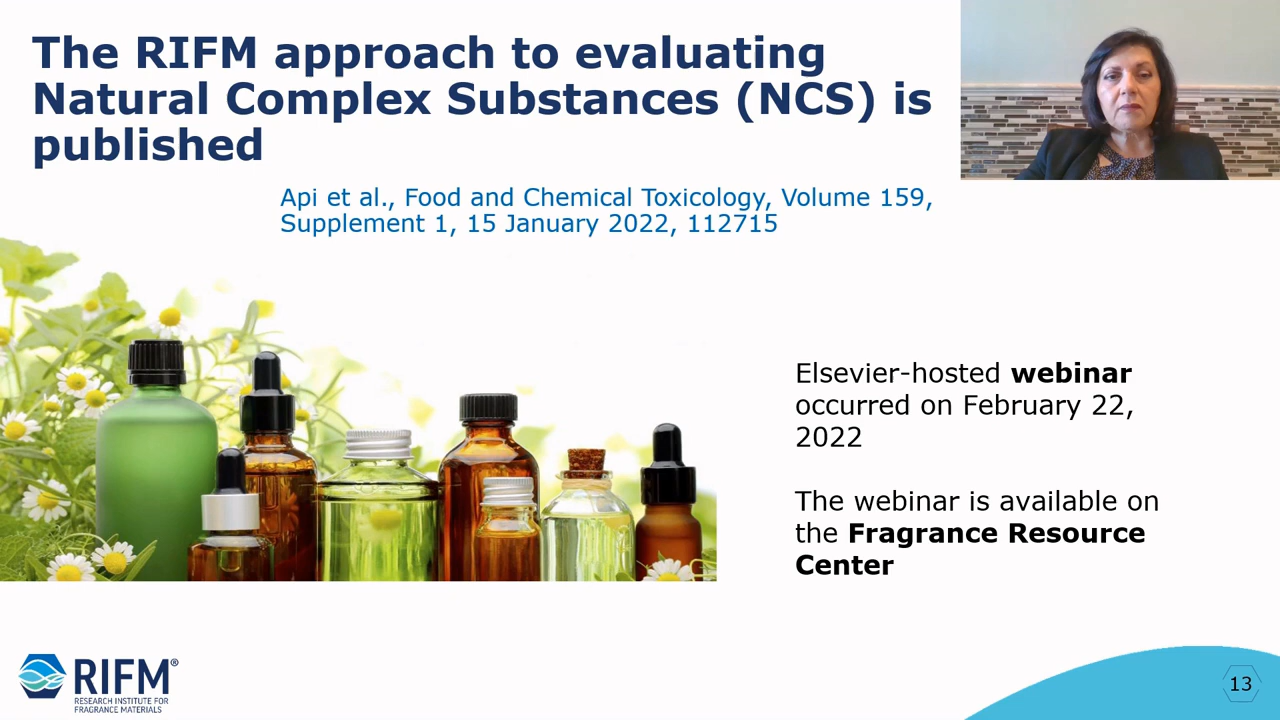 The RIFM approach to evaluating
Natural Complex Substances (NCS) is
published
Api et al., Food and Chemical Toxicology, Volume 159,
Supplement 1, 15 January 2022, 112715
Elsevier-hosted webinar
occurred on February 22,
2022
The webinar is available on
the Fragrance Resource
Center
RIFM®
RESEARCH INSTITUTE FOR
FRAGRANCE MATERIALS
13